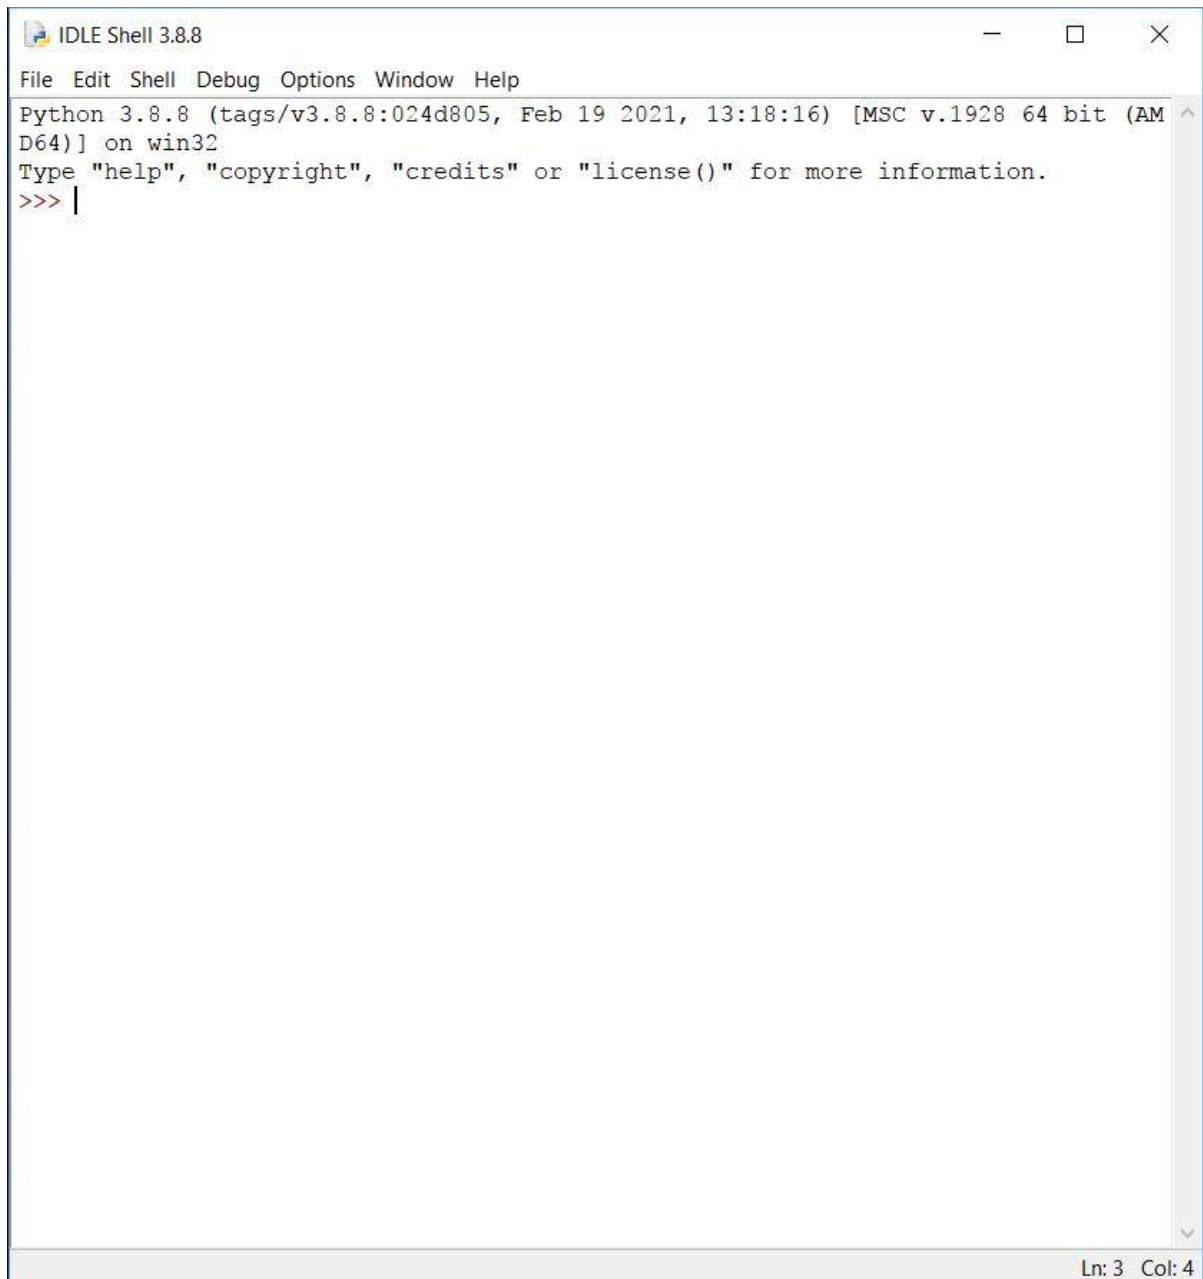 IDLE Shell 3.8.8
File Edit Shell Debug Options Window Help
Python 3.8.8 (tags/v3.8.8:024d805, Feb 19 2021, 13:18:16) [MSC v.1928 64 bit (AM
D64)] on win32
Type "help", "copyright", "credits" or "license()" for more information.
>>>
Ln: 3 Col: 4